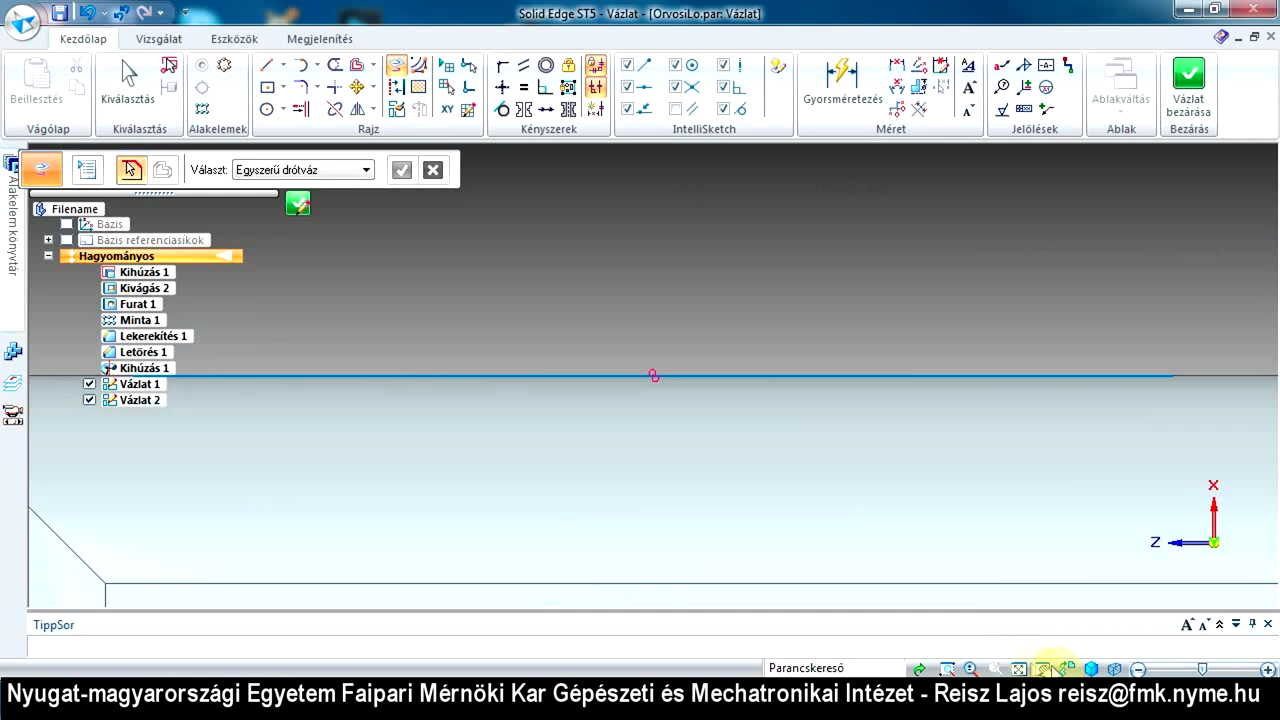 Solid Edge ST5 - Vázlat - [OrvosiLo.par: Vázlat]
Kezdőlap Vizsgálat Eszközök Megjelenítés
Beillesztés Kiválasztás Gyorsméretezés Ablakváltás Vázlat bezárása
XY
Vágólap Kiválasztás Alakelemek Rajz Kényszerek IntelliSketch Méret Jelölések Ablak Bezárás
Választ: Egyszerű drótváz
Alakelem könyvtár
Filename
Bázis
Bázis referenciasíkok
Hagyományos
Kihúzás 1
Kivágás 2
Furat 1
Minta 1
Lekerekítés 1
Letörés 1
Kihúzás 1
Vázlat 1
Vázlat 2
X
Z
Y
TippSor
Parancskereső
Nyugat-magyarországi Egyetem Faipari Mérnöki Kar Gépészeti és Mechatronikai Intézet - Reisz Lajos reisz@fmk.nyme.hu